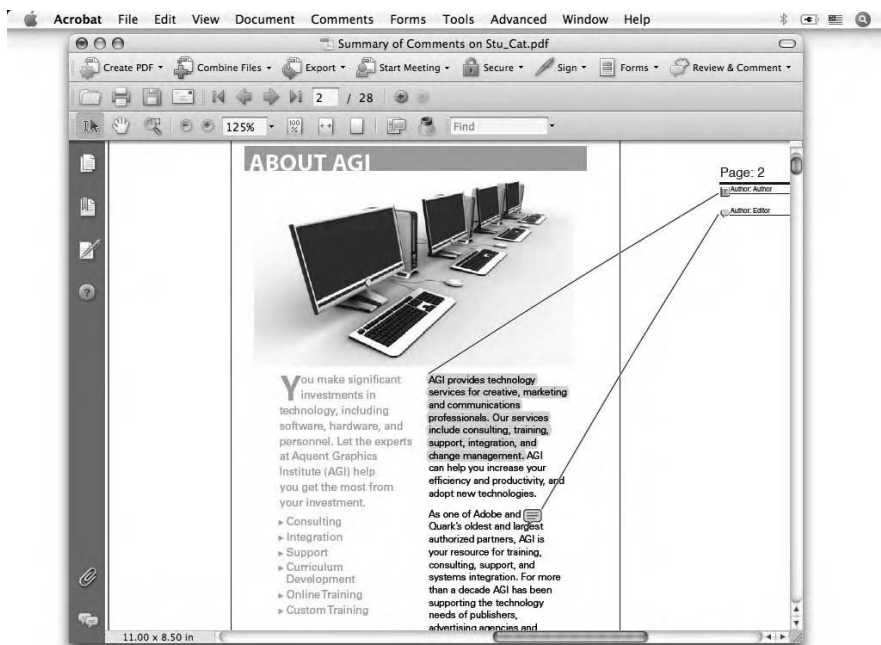 Acrobat File Edit View Document Comments Forms Tools Advanced Window Help
Summary of Comments on Stu_Cat.pdf
Create PDF Combine Files Export Start Meeting Secure Sign Forms Review & Comment
2 / 28
125% Find
ABOUT AGI
Page: 2
Author: Author
Author: Editor
You make significant
investments in
technology, including
software, hardware, and
personnel. Let the experts
at Aquent Graphics
Institute (AGI) help
you get the most from
your investment.
▸ Consulting
▸ Integration
▸ Support
▸ Curriculum
Development
▸ Online Training
▸ Custom Training
AGI provides technology
services for creative, marketing
and communications
professionals. Our services
include consulting, training,
support, integration, and
change management. AGI
can help you increase your
efficiency and productivity, and
adopt new technologies.
As one of Adobe and
Quark's oldest and largest
authorized partners, AGI is
your resource for training,
consulting, support, and
systems integration. For more
than a decade AGI has been
supporting the technology
needs of publishers,
advertising agencies and
11.00 x 8.50 in